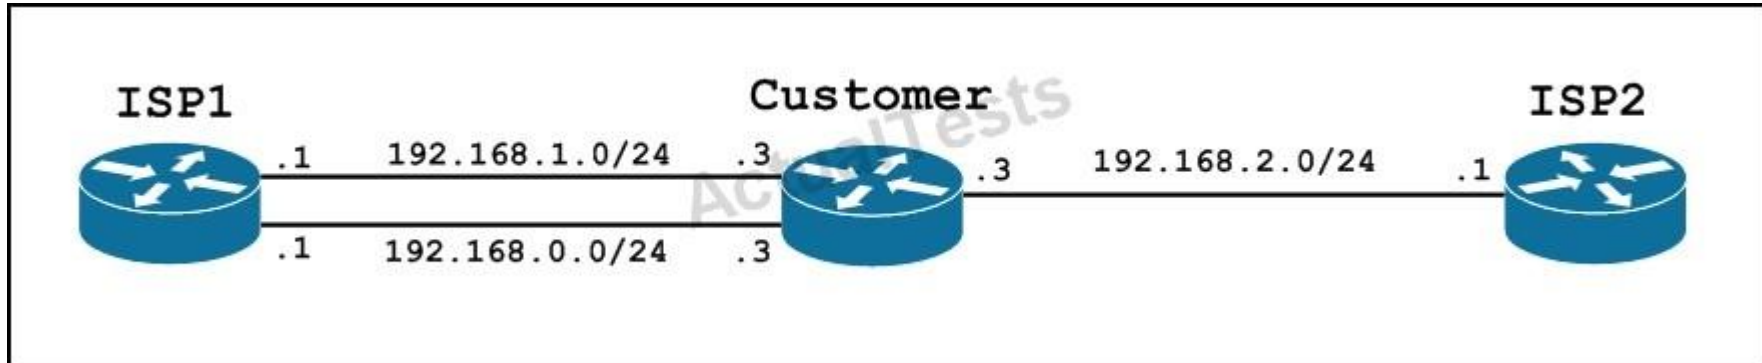 ISP1
Customer
ISP2
.1 192.168.1.0/24 .3
.3 192.168.2.0/24 .1
.1 192.168.0.0/24 .3
ActualTests